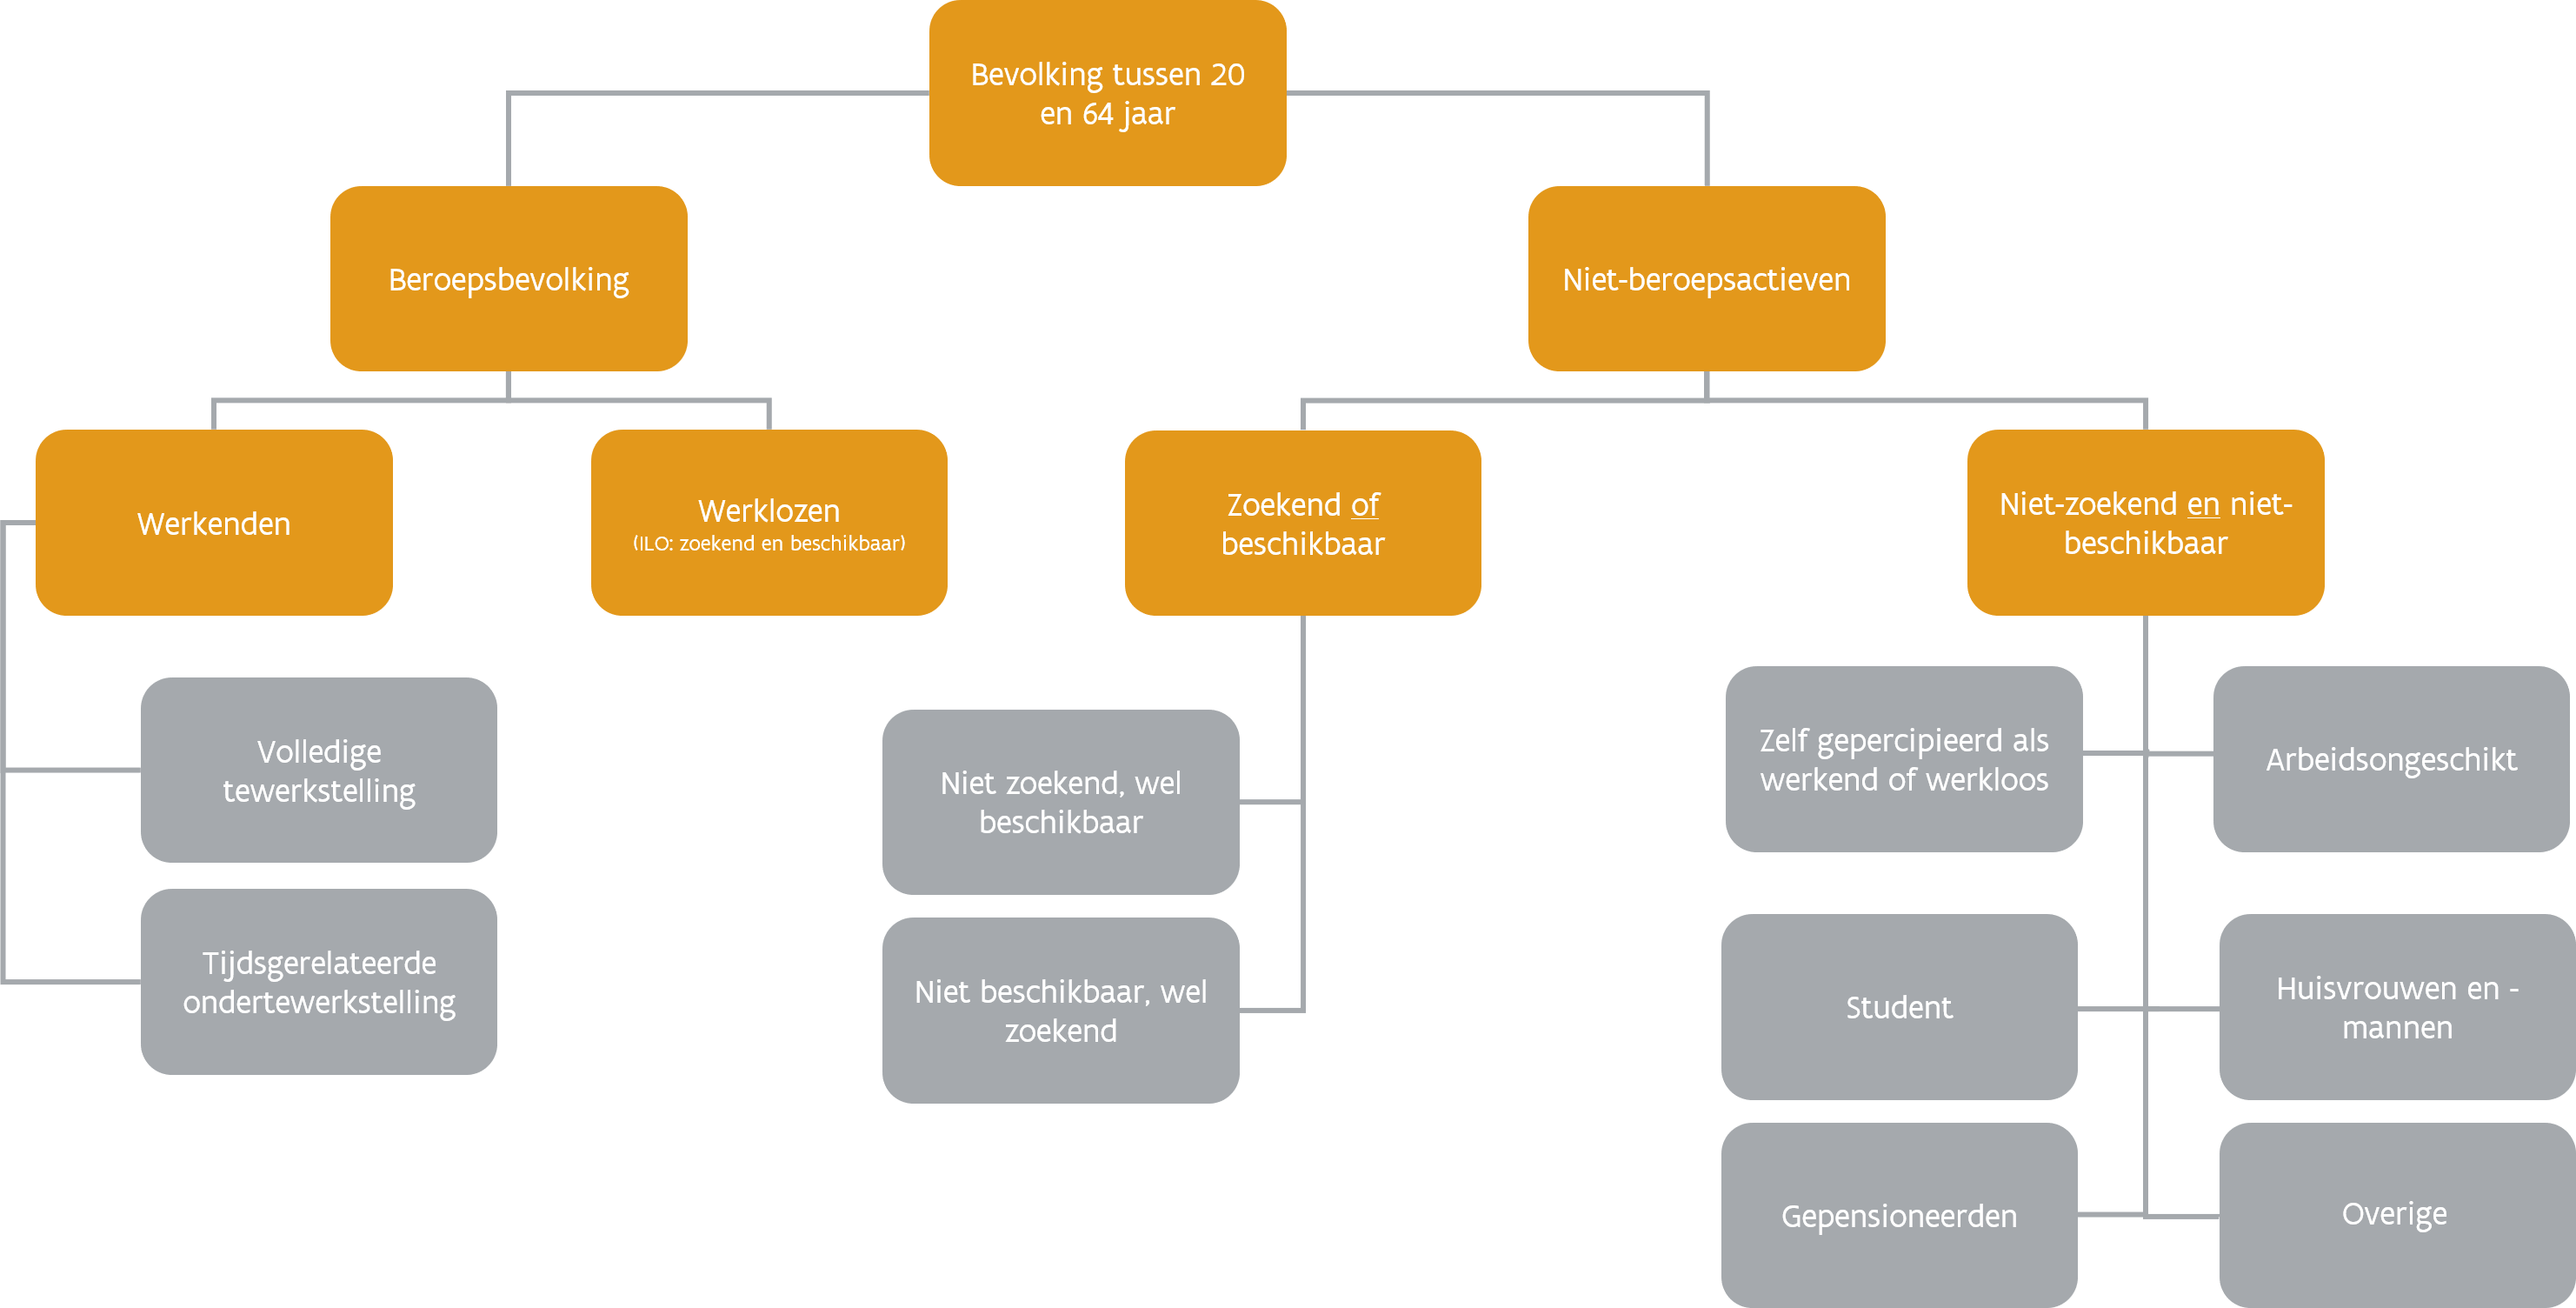 Bevolking tussen 20
en 64 jaar
Beroepsbevolking
Niet-beroepsactieven
Werkenden
Werklozen
(ILO: zoekend en beschikbaar)
Zoekend of
beschikbaar
Niet-zoekend en niet-
beschikbaar
Volledige
tewerkstelling
Tijdsgerelateerde
ondertewerkstelling
Niet zoekend, wel
beschikbaar
Niet beschikbaar, wel
zoekend
Zelf gepercipieerd als
werkend of werkloos
Arbeidsongeschikt
Student
Huisvrouwen en -
mannen
Gepensioneerden
Overige